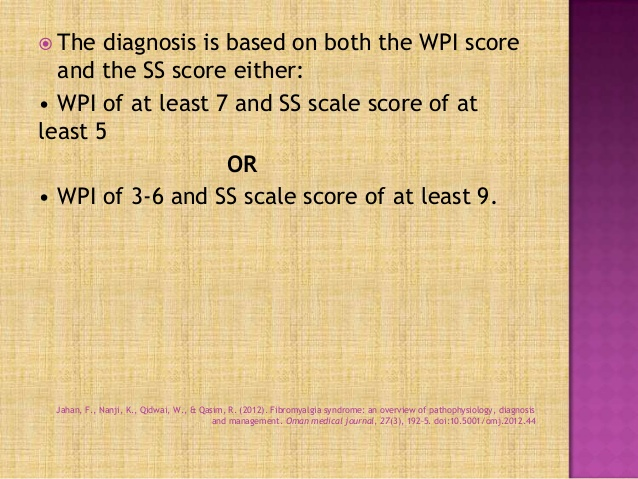 The diagnosis is based on both the WPI score
and the SS score either:
• WPI of at least 7 and SS scale score of at
least 5
OR
• WPI of 3-6 and SS scale score of at least 9.
Jahan, F., Nanji, K., Qidwai, W., & Qasim, R. (2012). Fibromyalgia syndrome: an overview of pathophysiology, diagnosis
and management. Oman medical journal, 27(3), 192-5. doi:10.5001/omj.2012.44